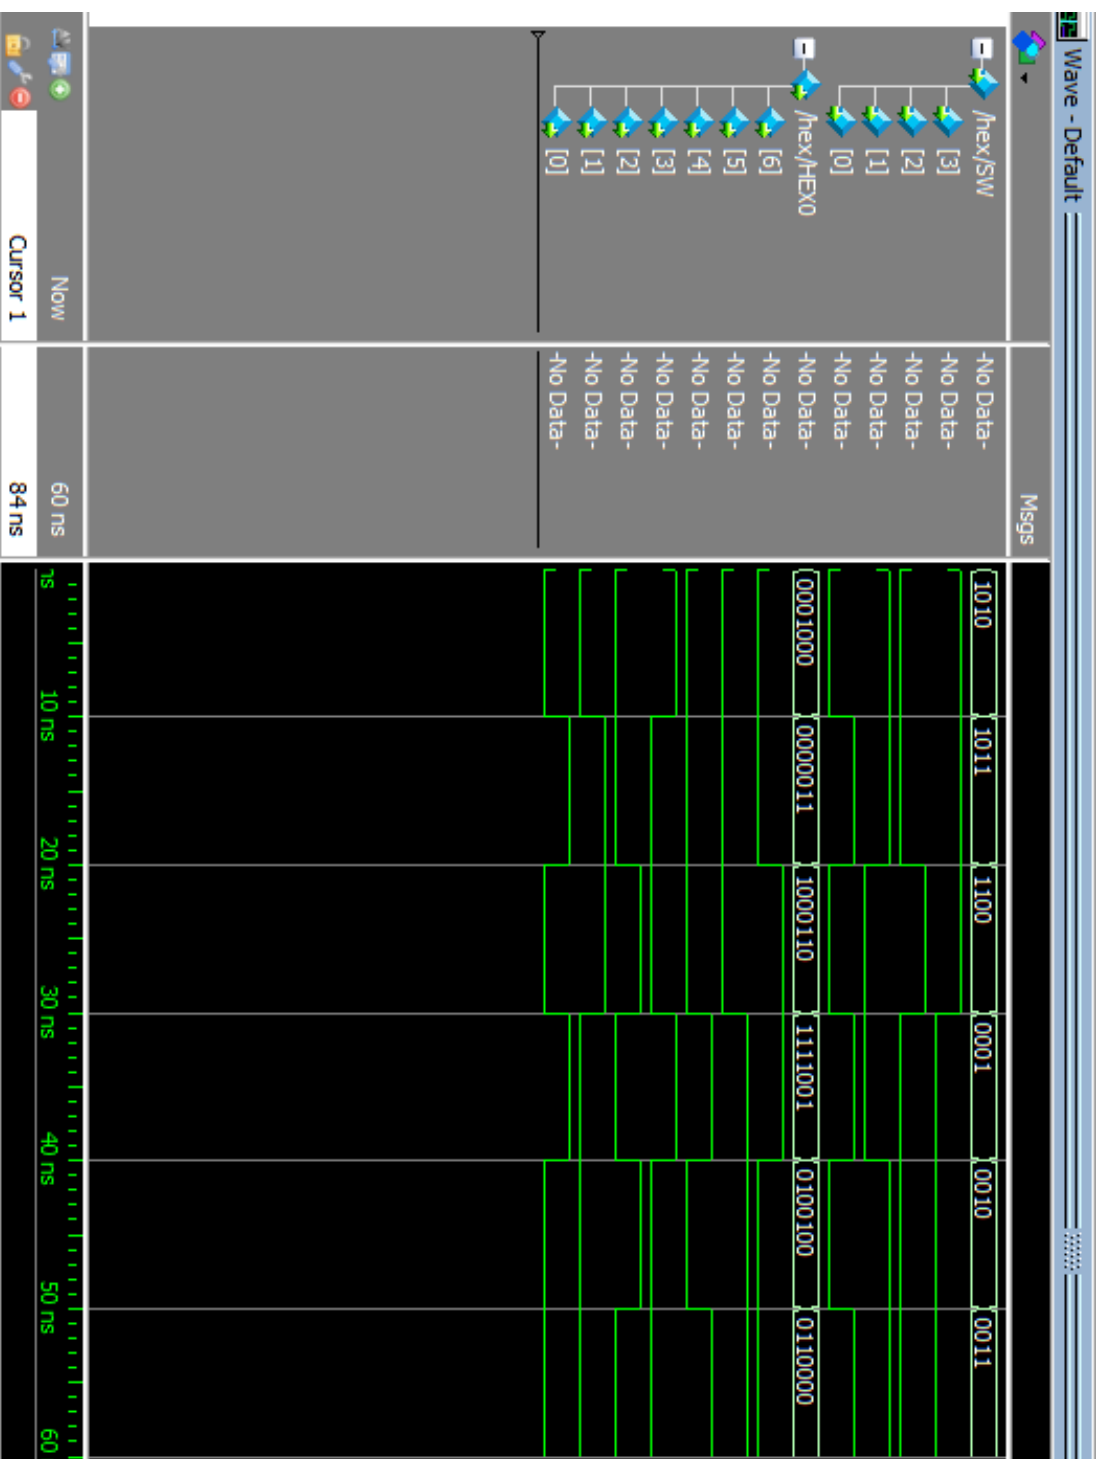 Wave - Default
Msgs
/hex/SW -No Data- 1010 1011 1100 0001 0010 0011
[3] -No Data-
[2] -No Data-
[1] -No Data-
[0] -No Data-
/hex/HEX0 -No Data- 0001000 0000011 1000110 1111001 0100100 0110000
[6] -No Data-
[5] -No Data-
[4] -No Data-
[3] -No Data-
[2] -No Data-
[1] -No Data-
[0] -No Data-
Now 60 ns ns 10 ns 20 ns 30 ns 40 ns 50 ns 60
Cursor 1 84 ns